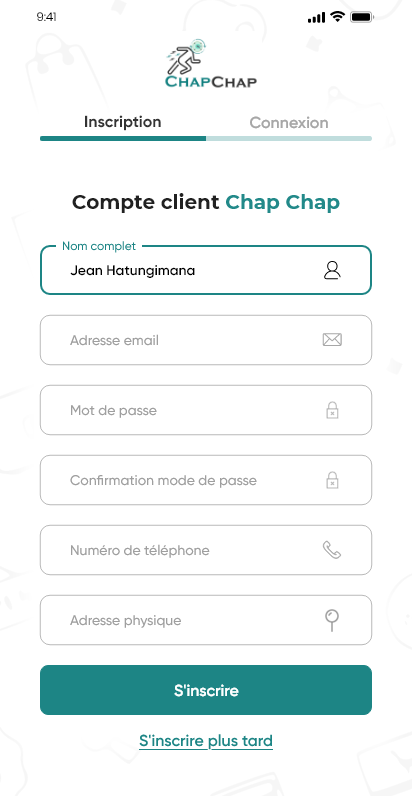 9:41
CHAPCHAP
Inscription
Connexion
Compte client Chap Chap
Nom complet
Jean Hatungimana
Adresse email
Mot de passe
Confirmation mode de passe
Numéro de téléphone
Adresse physique
S'inscrire
S'inscrire plus tard